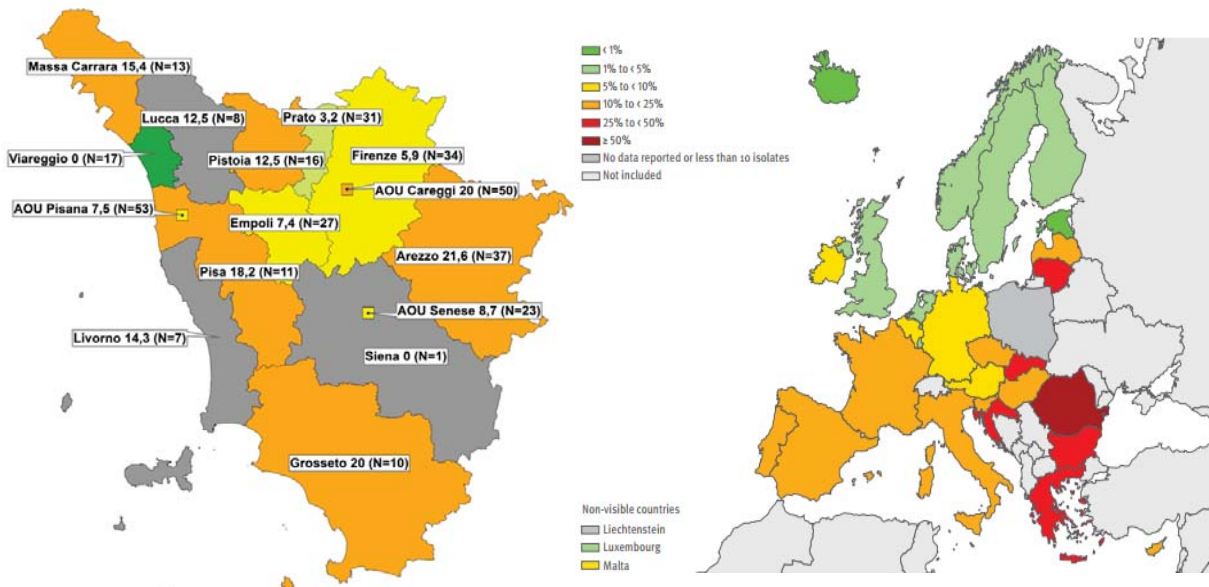 Massa Carrara 15,4 (N=13)
Lucca 12,5 (N=8)
Prato 3,2 (N=31)
Viareggio 0 (N=17)
Pistoia 12,5 (N=16)
Firenze 5,9 (N=34)
AOU Careggi 20 (N=50)
AOU Pisana 7,5 (N=53)
Empoli 7,4 (N=27)
Arezzo 21,6 (N=37)
Pisa 18,2 (N=11)
AOU Senese 8,7 (N=23)
Livorno 14,3 (N=7)
Siena 0 (N=1)
Grosseto 20 (N=10)
< 1%
1% to < 5%
5% to < 10%
10% to < 25%
25% to < 50%
≥ 50%
No data reported or less than 10 isolates
Not included
Non-visible countries
Liechtenstein
Luxembourg
Malta